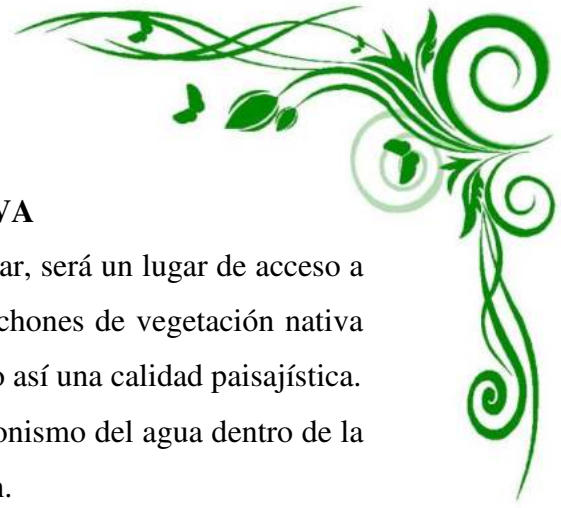 VA
ar, será un lugar de acceso a
chones de vegetación nativa
o así una calidad paisajística.
onismo del agua dentro de la
n.